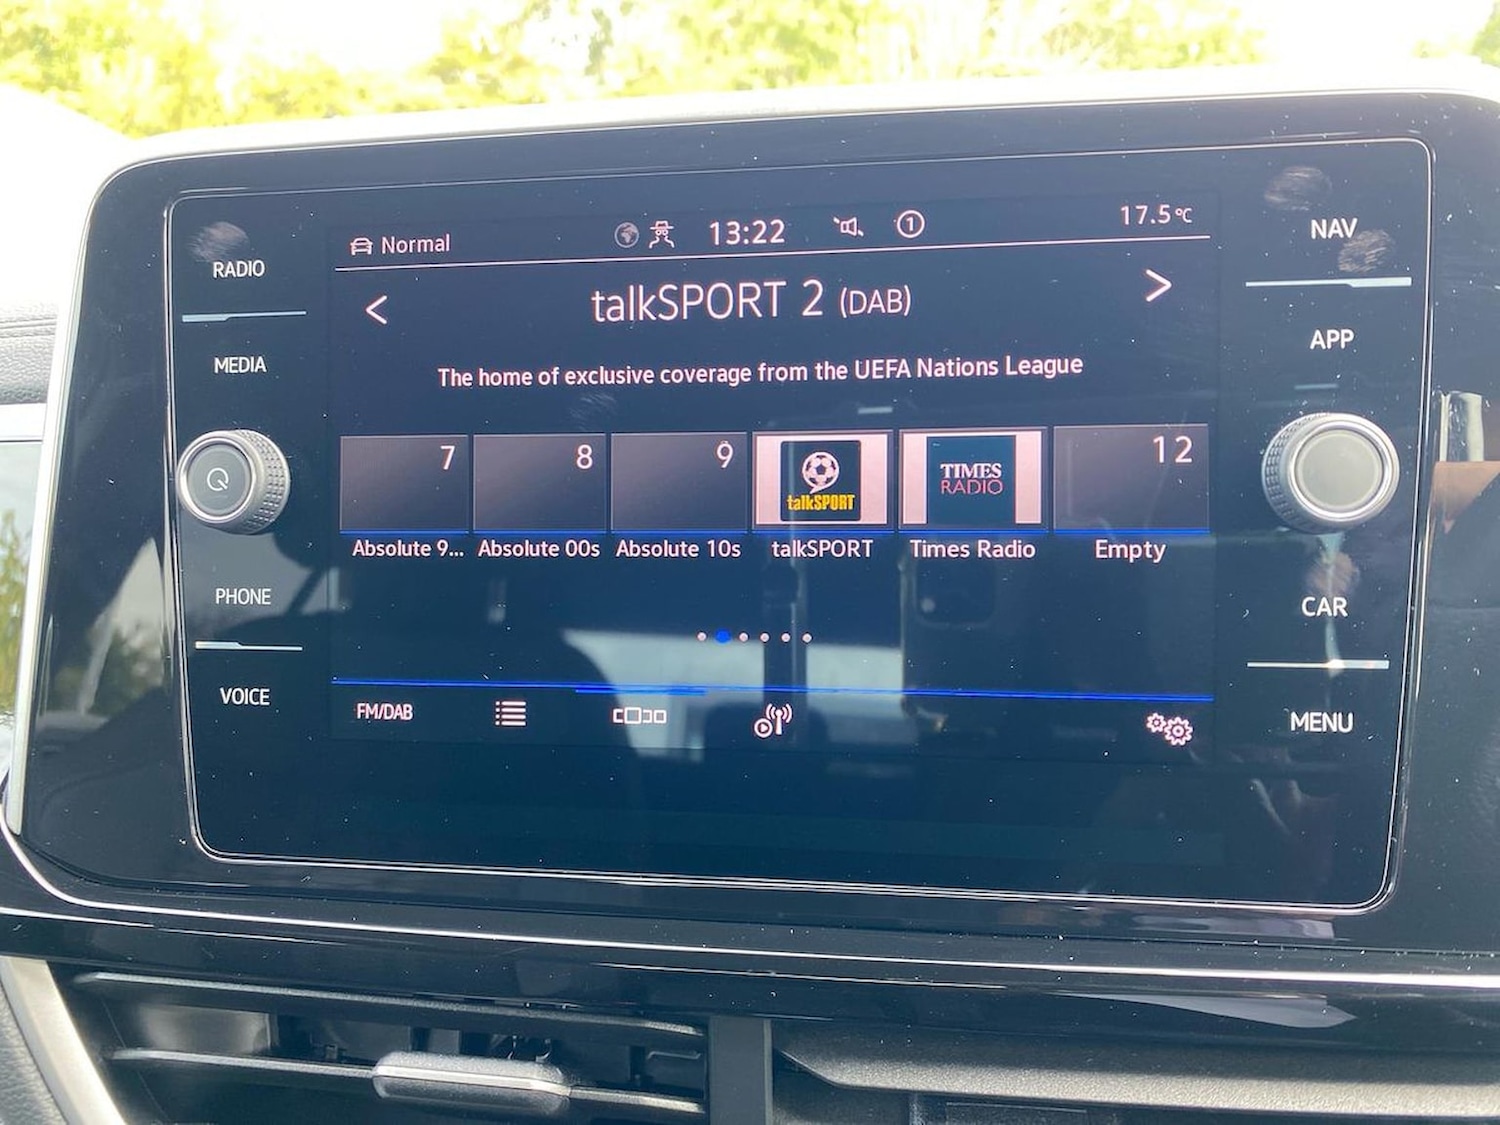 RADIO
MEDIA
PHONE
VOICE
Normal
13:22
1
17.5°C
talkSPORT 2 (DAB)
The home of exclusive coverage from the UEFA Nations League
7
8
9
talkSPORT
TIMES
RADIO
12
Absolute 9...
Absolute 00s
Absolute 10s
talkSPORT
Times Radio
Empty
FM/DAB
NAV
APP
CAR
MENU